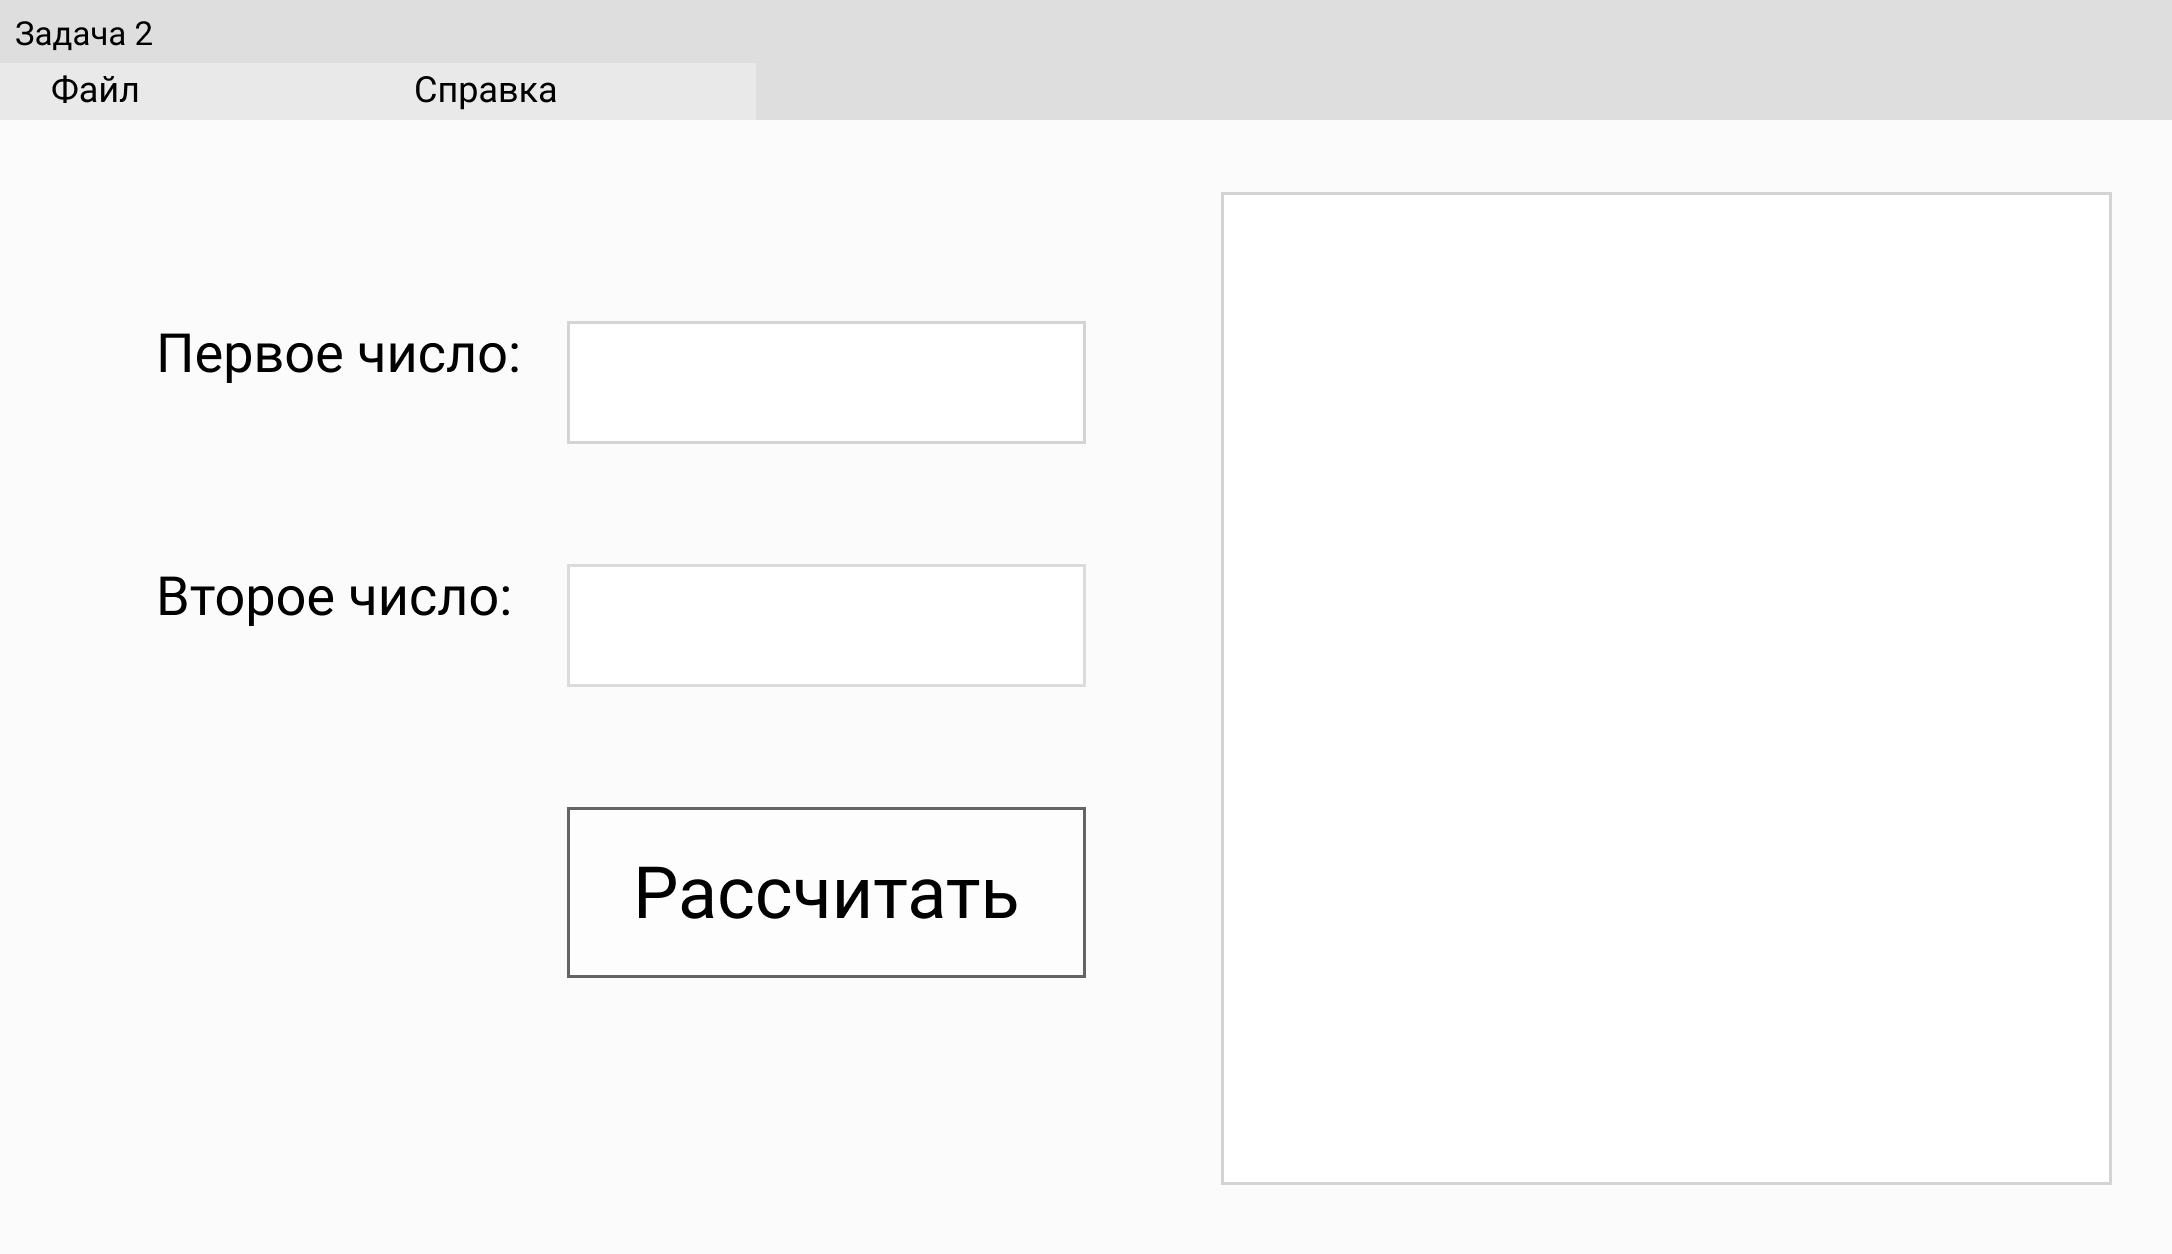 Задача 2
Файл Справка
Первое число:
Второе число:
Рассчитать